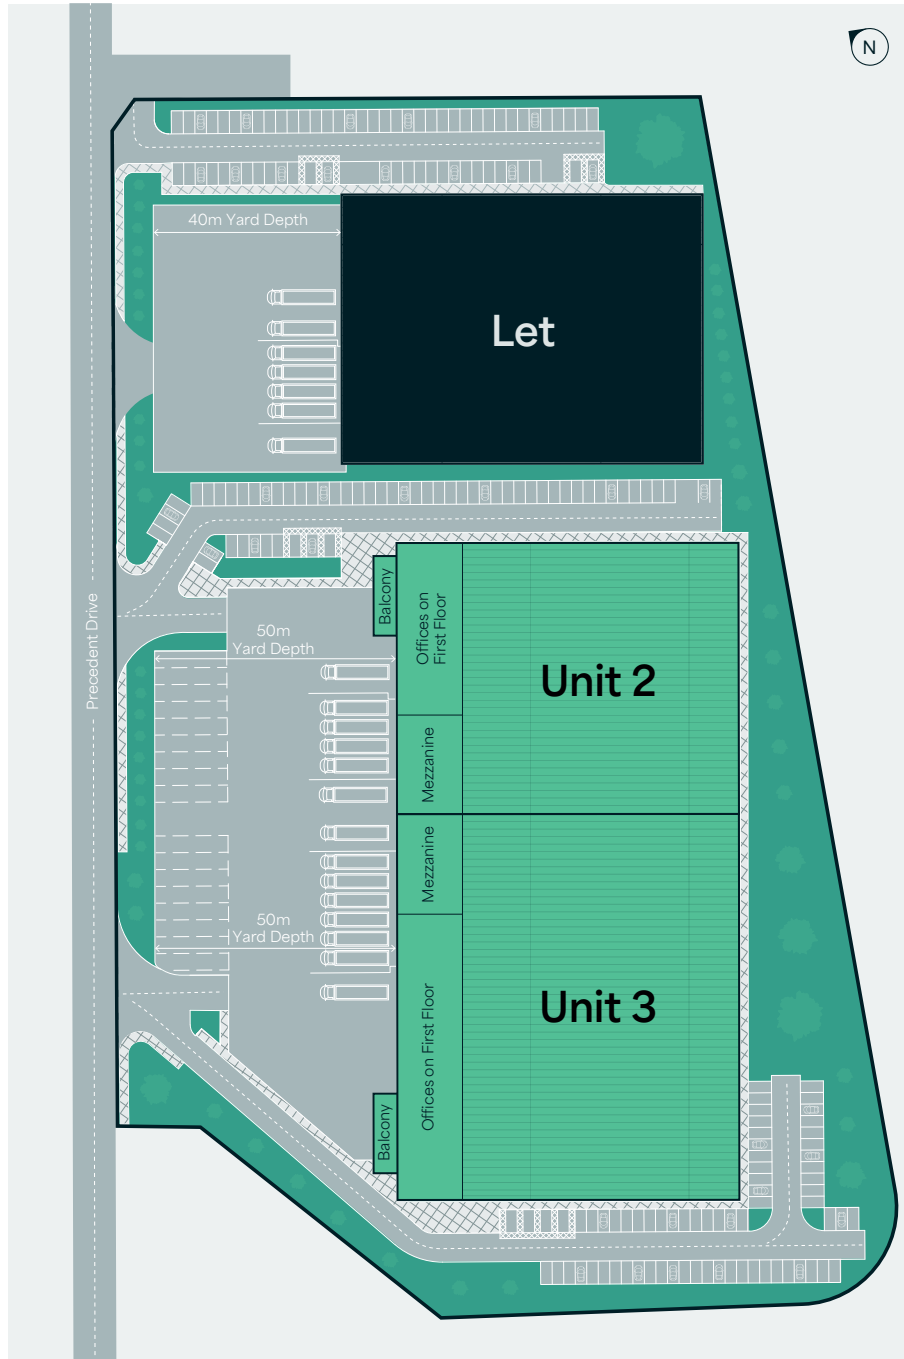 N
40m Yard Depth
Let
Precedent Drive
50m
Yard Depth
Balcony
Offices on
First Floor
Unit 2
Mezzanine
Mezzanine
50m
Yard Depth
Offices on First Floor
Unit 3
Balcony